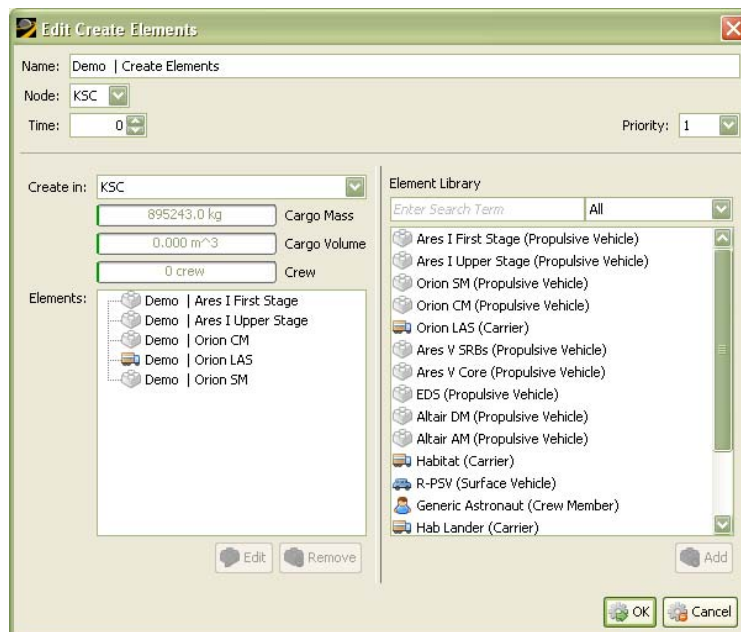 Edit Create Elements
Name: Demo | Create Elements
Node: KSC
Time: 0
Priority: 1
Create in: KSC
895243.0 kg Cargo Mass
0.000 m^3 Cargo Volume
0 crew Crew
Elements:
Demo | Ares I First Stage
Demo | Ares I Upper Stage
Demo | Orion CM
Demo | Orion LAS
Demo | Orion SM
Edit Remove
Element Library
Enter Search Term All
Ares I First Stage (Propulsive Vehicle)
Ares I Upper Stage (Propulsive Vehicle)
Orion SM (Propulsive Vehicle)
Orion CM (Propulsive Vehicle)
Orion LAS (Carrier)
Ares V SRBs (Propulsive Vehicle)
Ares V Core (Propulsive Vehicle)
EDS (Propulsive Vehicle)
Altair DM (Propulsive Vehicle)
Altair AM (Propulsive Vehicle)
Habitat (Carrier)
R-PSV (Surface Vehicle)
Generic Astronaut (Crew Member)
Hab Lander (Carrier)
Add
OK Cancel